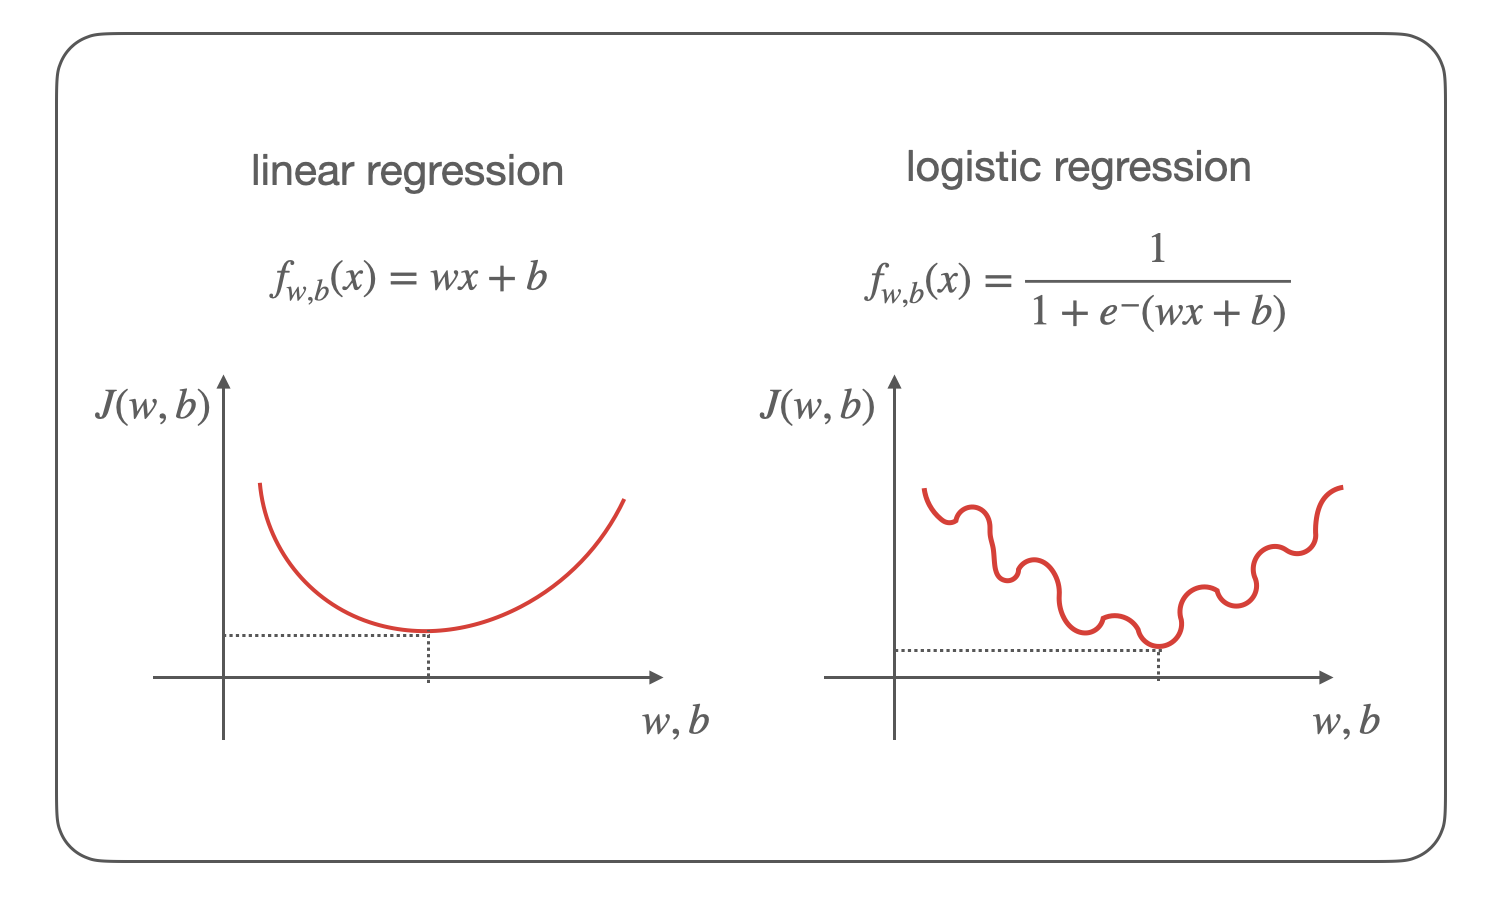 linear regression
f_{w,b}(x) = wx + b
J(w, b)
w, b
logistic regression
f_{w,b}(x) = \frac{1}{1 + e^{-}(wx + b)}
J(w, b)
w, b